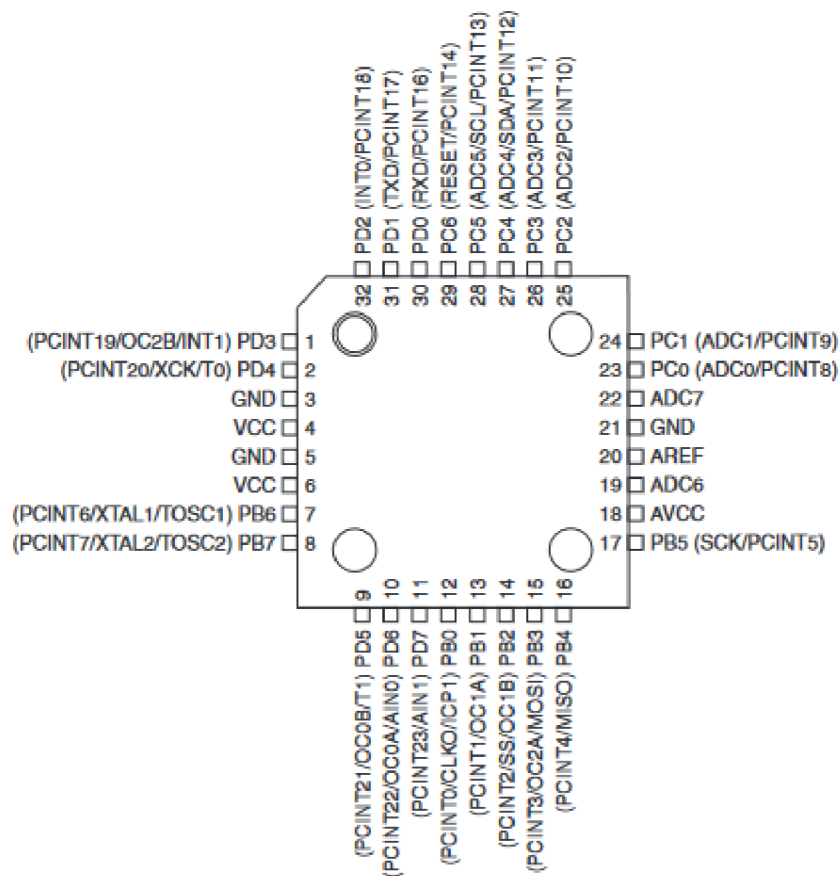 PD2 (INT0/PCINT18)
PD1 (TXD/PCINT17)
PD0 (RXD/PCINT16)
PC6 (RESET/PCINT14)
PC5 (ADC5/SCL/PCINT13)
PC4 (ADC4/SDA/PCINT12)
PC3 (ADC3/PCINT11)
PC2 (ADC2/PCINT10)
32 31 30 29 28 27 26 25
(PCINT19/OC2B/INT1) PD3 1
(PCINT20/XCK/T0) PD4 2
GND 3
VCC 4
GND 5
VCC 6
(PCINT6/XTAL1/TOSC1) PB6 7
(PCINT7/XTAL2/TOSC2) PB7 8
24 PC1 (ADC1/PCINT9)
23 PC0 (ADC0/PCINT8)
22 ADC7
21 GND
20 AREF
19 ADC6
18 AVCC
17 PB5 (SCK/PCINT5)
9 10 11 12 13 14 15 16
(PCINT21/OC0B/T1) PD5
(PCINT22/OC0A/AIN0) PD6
(PCINT23/AIN1) PD7
(PCINT0/CLKO/ICP1) PB0
(PCINT1/OC1A) PB1
(PCINT2/SS/OC1B) PB2
(PCINT3/OC2A/MOSI) PB3
(PCINT4/MISO) PB4